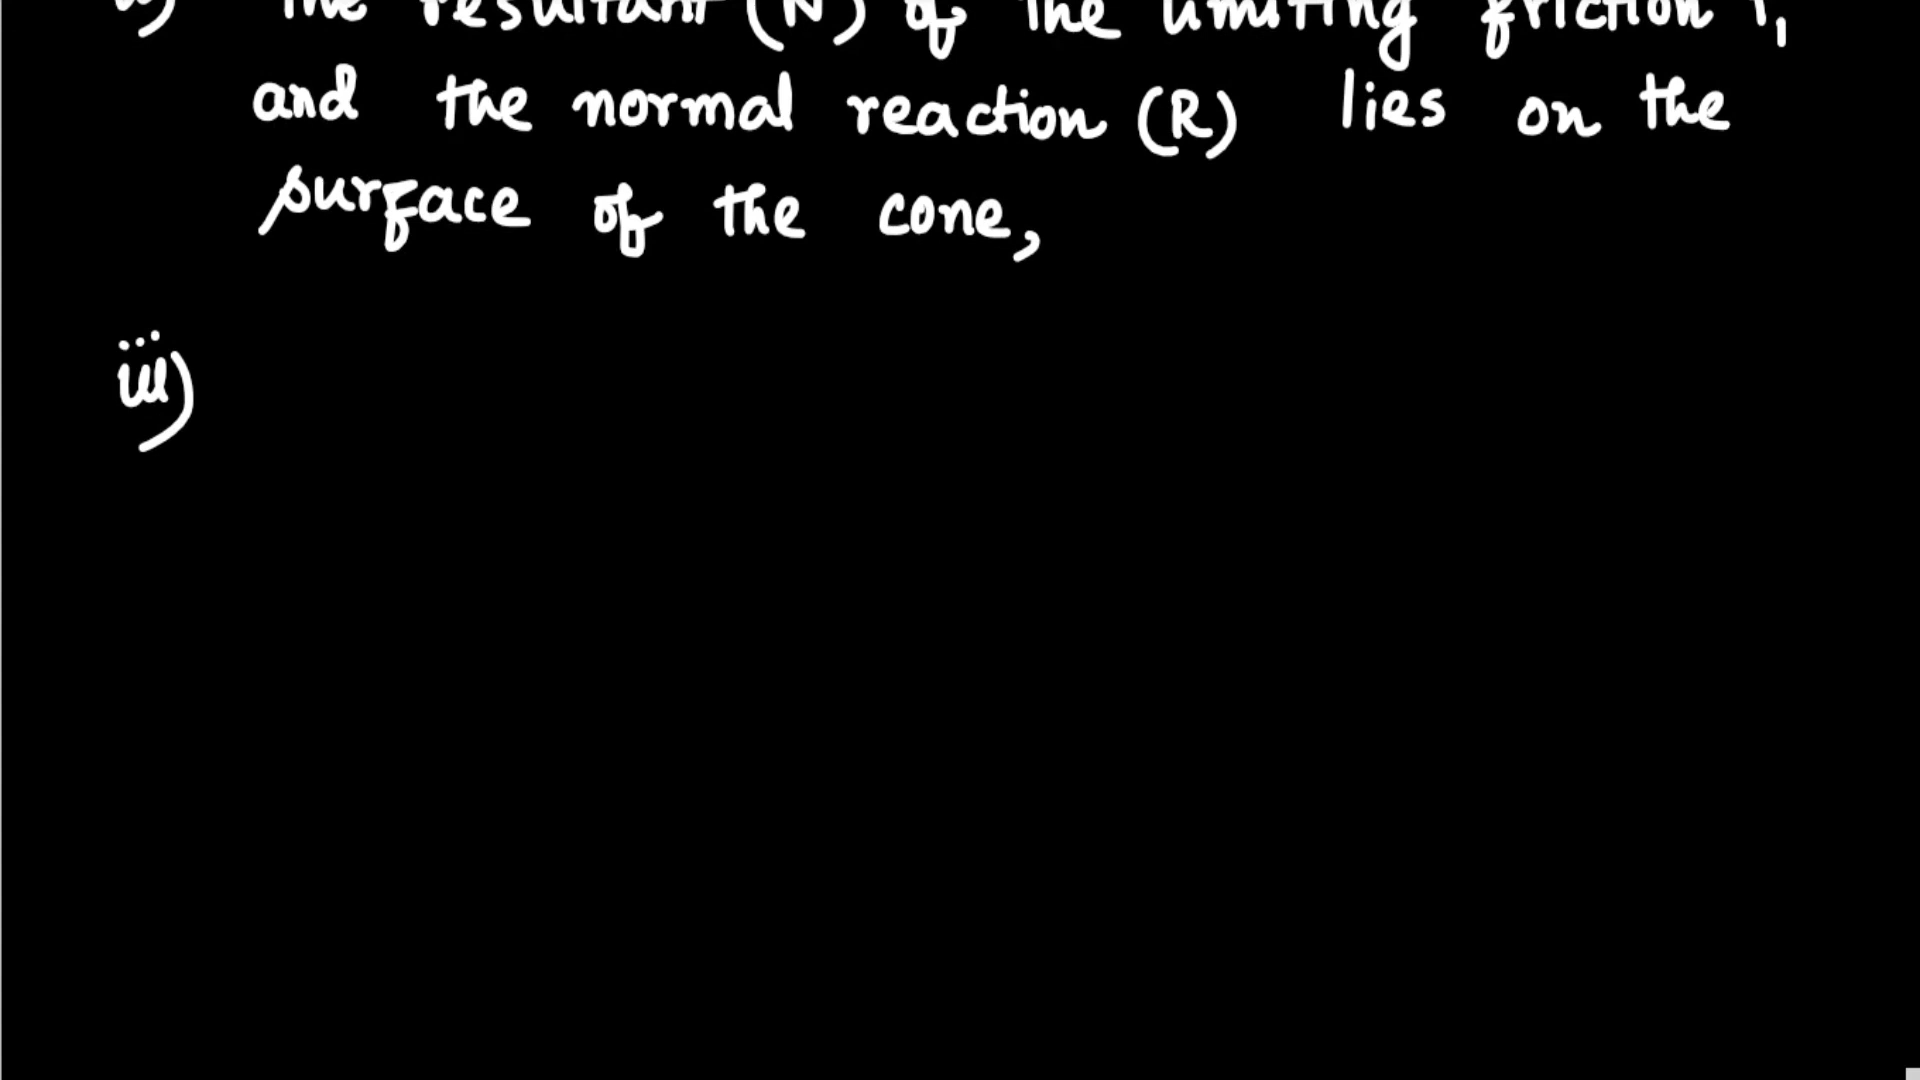 the resultant (N) of the limiting friction
and the normal reaction (R) lies on the
surface of the cone,
iii)